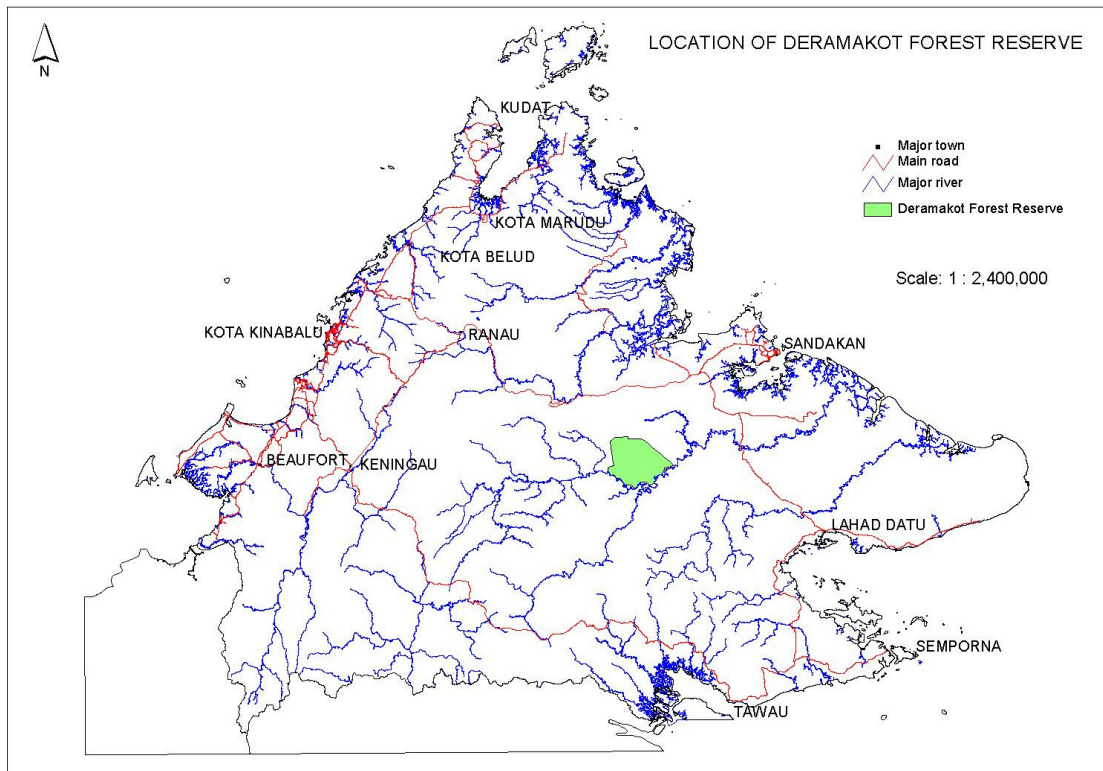 N
LOCATION OF DERAMAKOT FOREST RESERVE
KUDAT
Major town
Main road
Major river
Deramakot Forest Reserve
KOTA MARUDU
KOTA BELUD
Scale: 1 : 2,400,000
KOTA KINABALU
RANAU
SANDAKAN
BEAUFORT
KENINGAU
LAHAD DATU
SEMPORNA
TAWAU